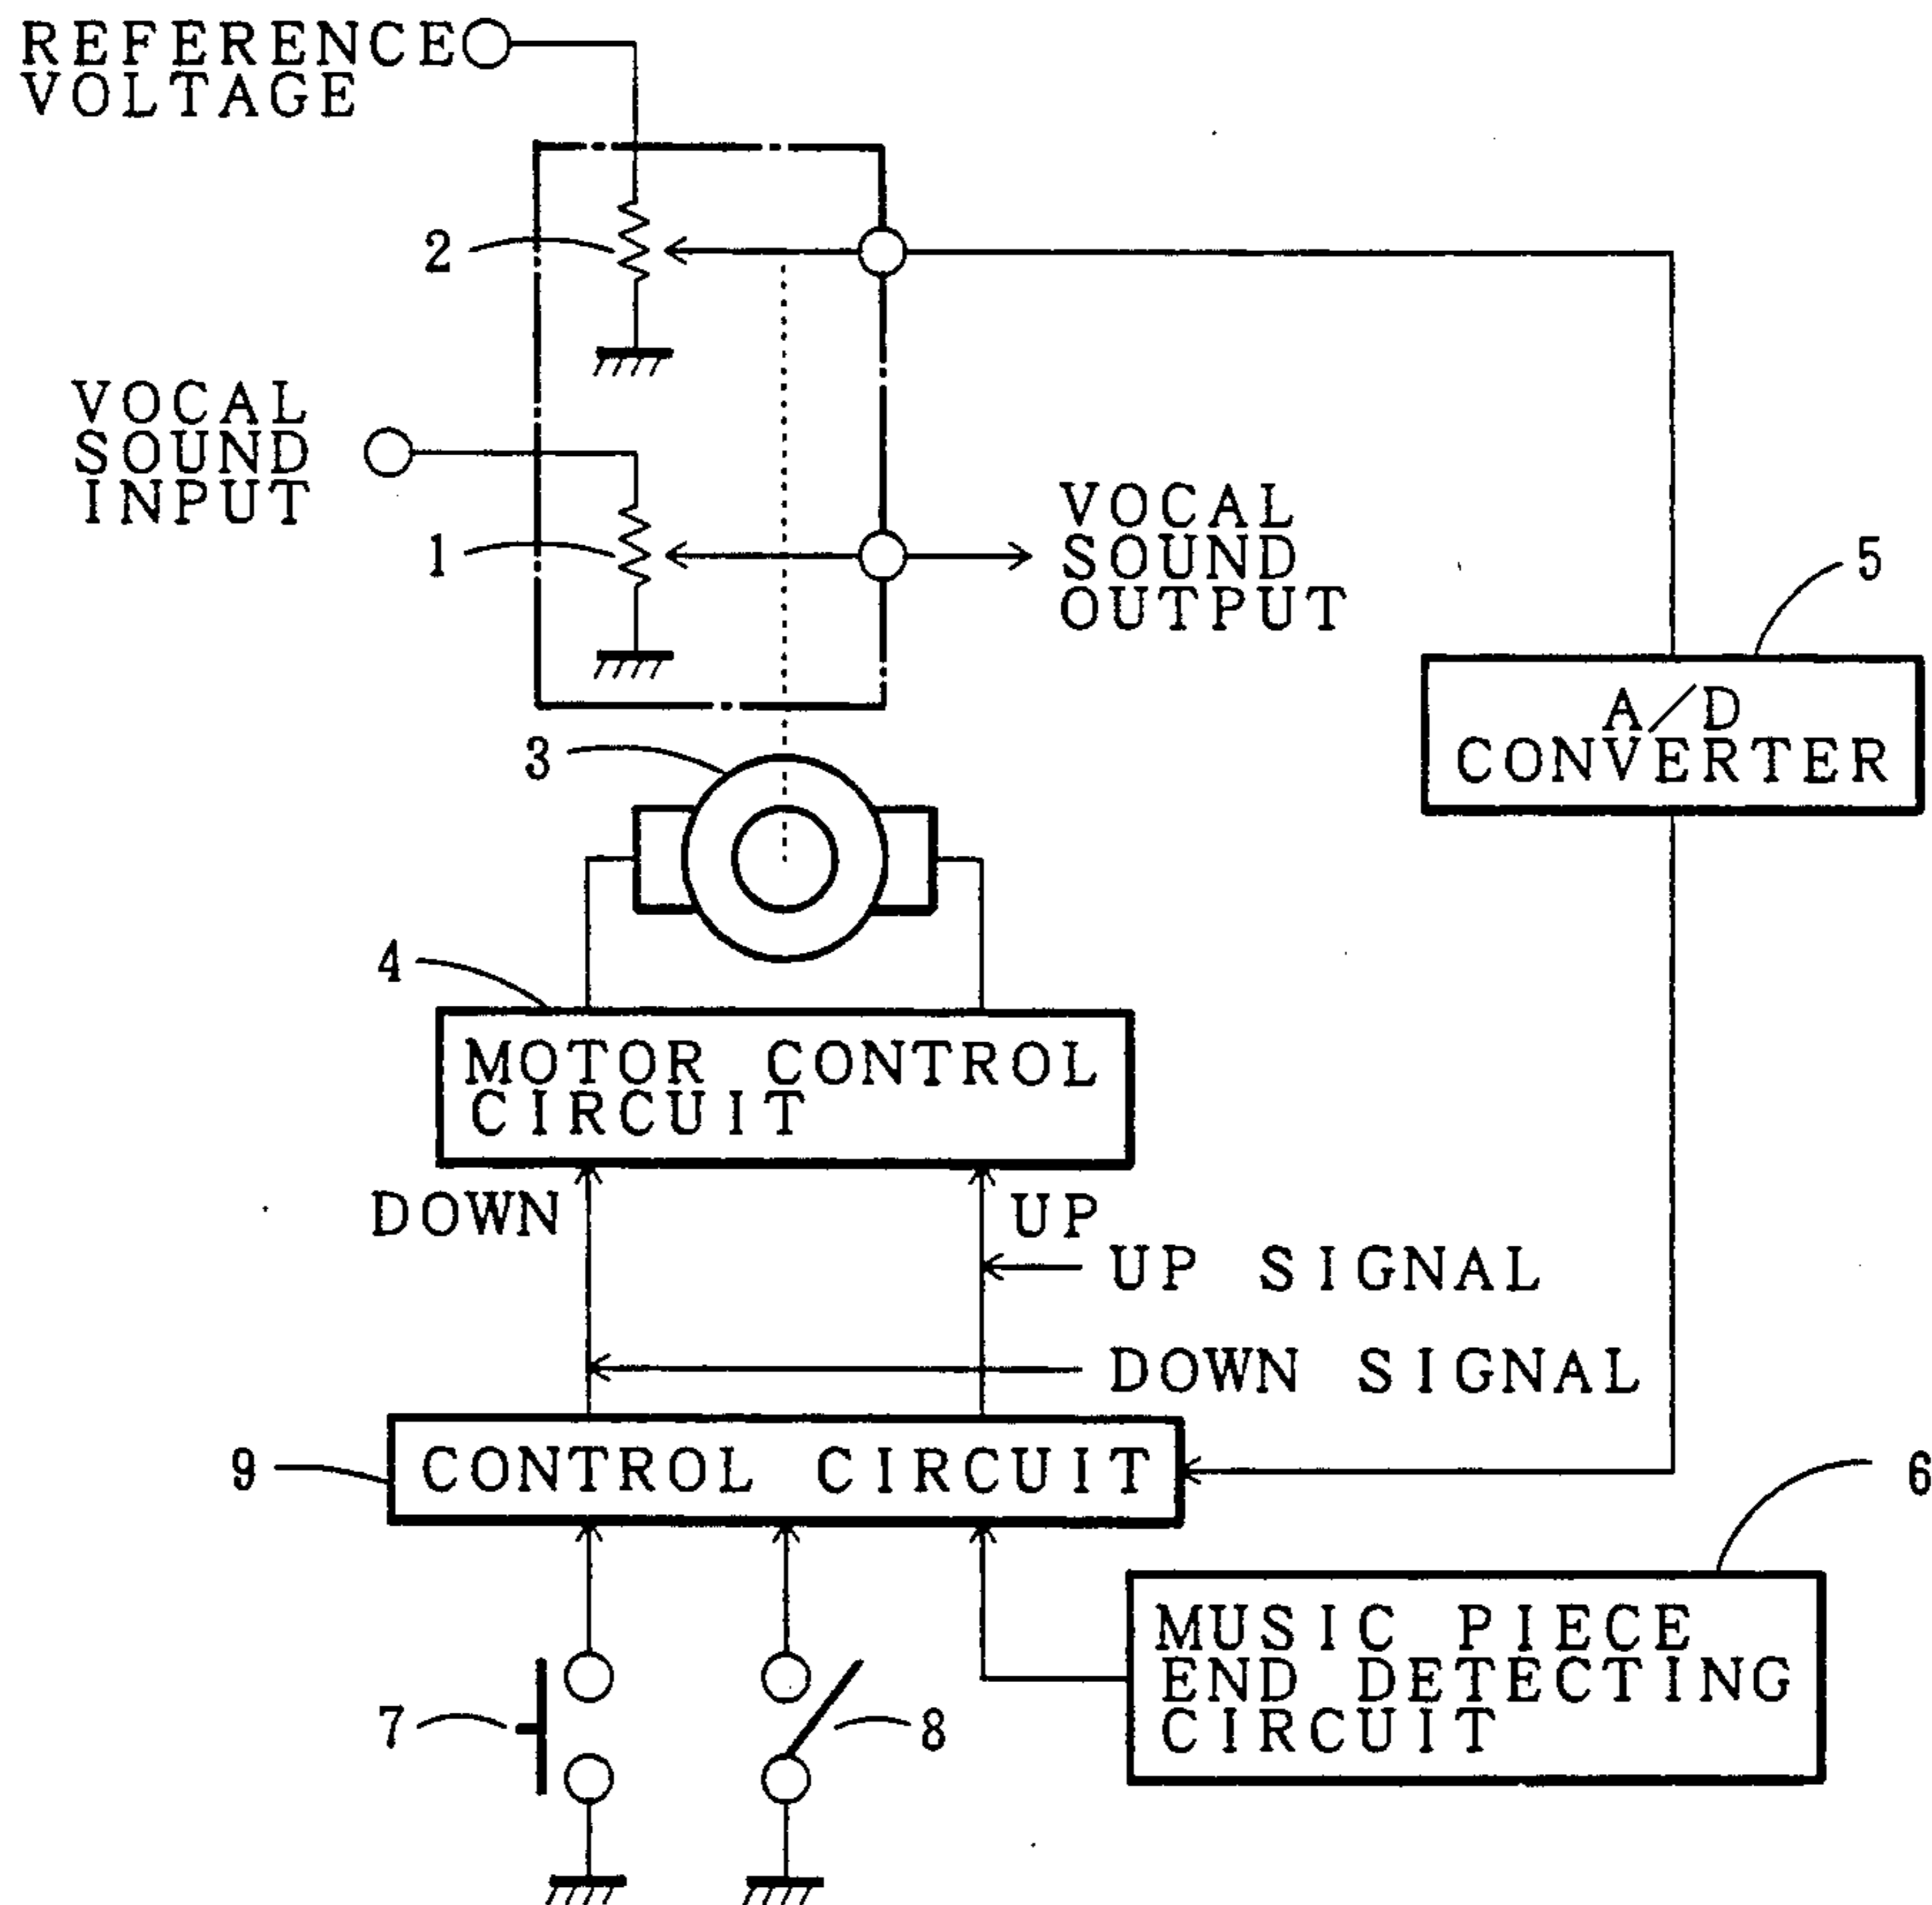 REFERENCE
VOLTAGE
2
VOCAL
SOUND
INPUT
1
VOCAL
SOUND
OUTPUT
5
A/D
CONVERTER
3
4
MOTOR CONTROL
CIRCUIT
DOWN
UP
UP SIGNAL
DOWN SIGNAL
9
CONTROL CIRCUIT
6
MUSIC PIECE
END DETECTING
CIRCUIT
7
8